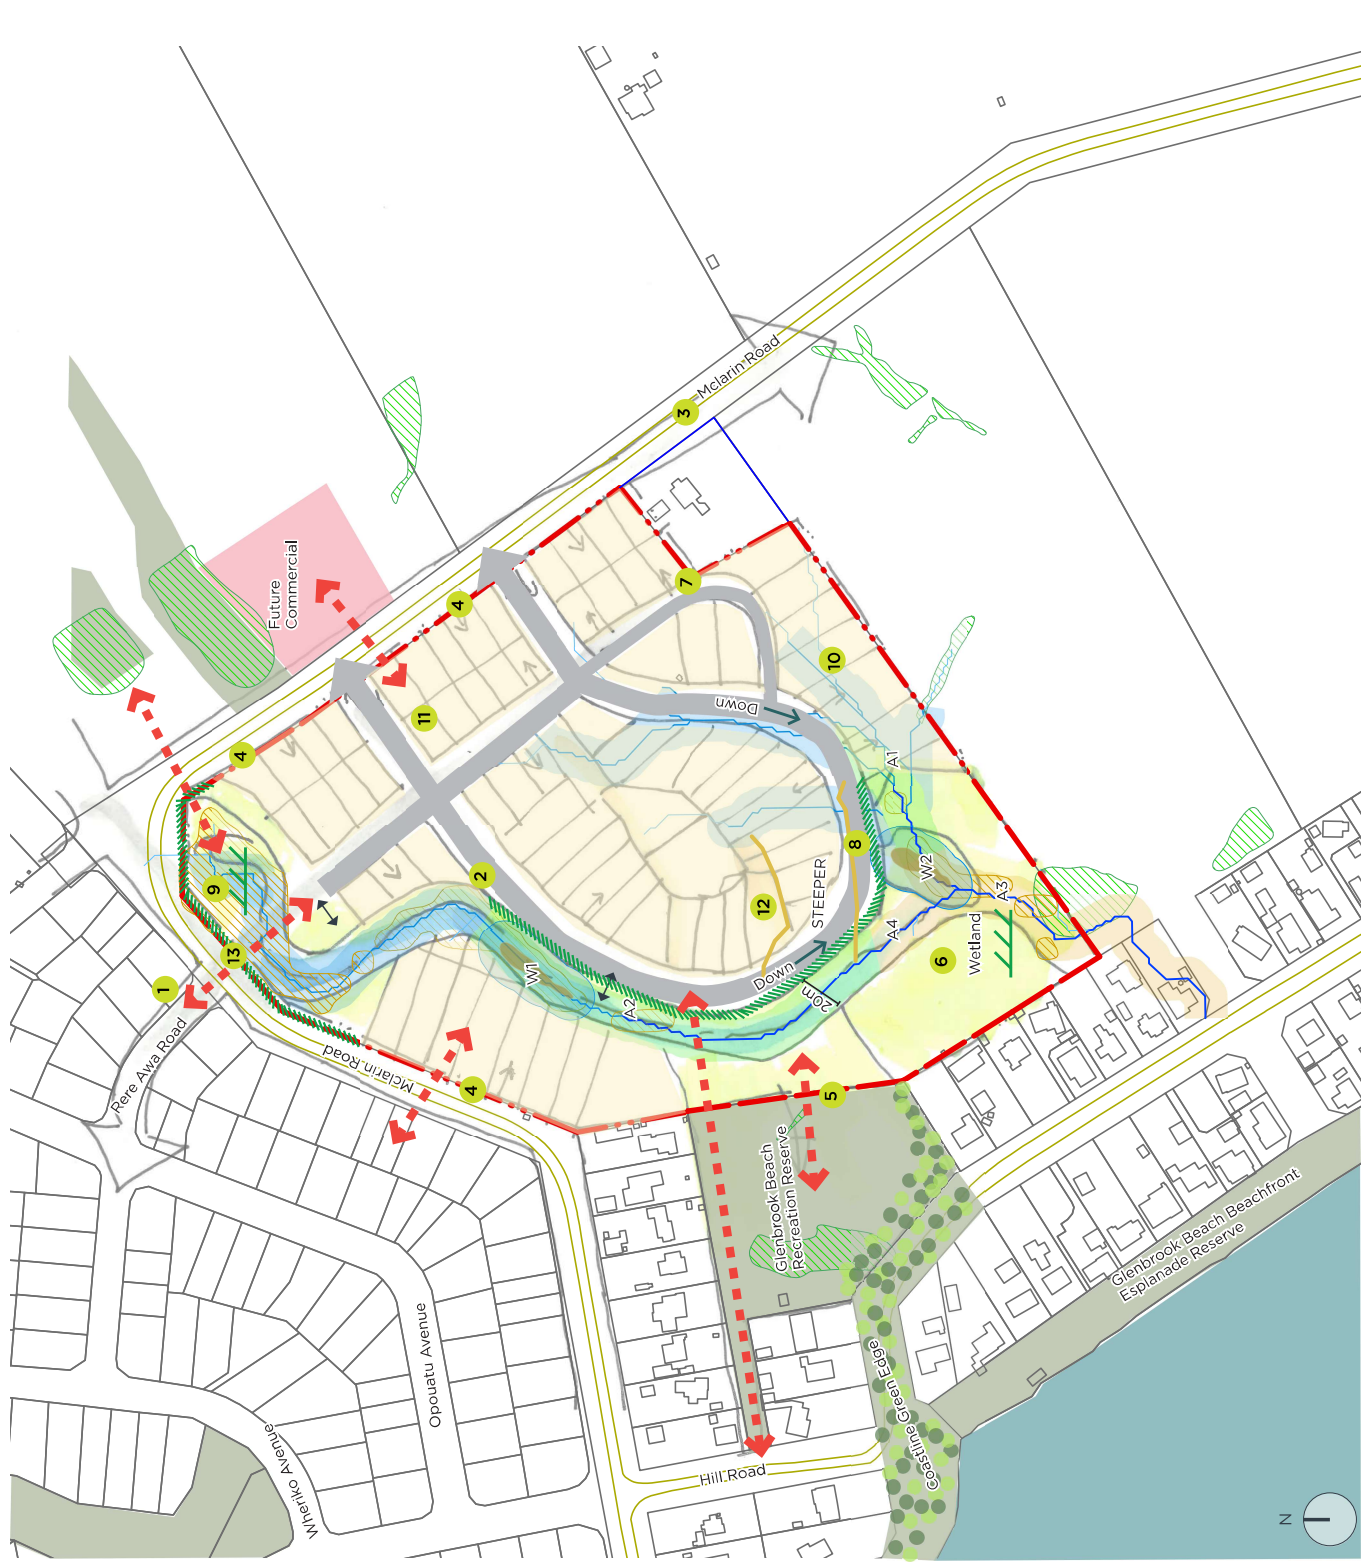 Mclarin Road
3
Future
Commercial
4
7
4
11
10
4
Down
A1
2
8
12
STEEPER
W2
9
13
1
Rere Awa Road
Mclarin Road
4
W1
A2
Down
20m
A4
A3
6
Wetland
5
Glenbrook Beach
Recreation Reserve
Glenbrook Beach Beachfront
Esplanade Reserve
Opouatu Avenue
Wheriko Avenue
Hill Road
Coastline Green Edge
N